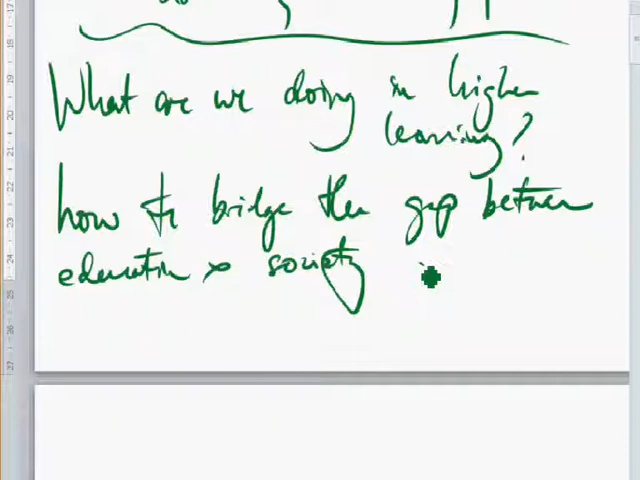 What are we doing in higher
learning?
how to bridge the gap between
education & society